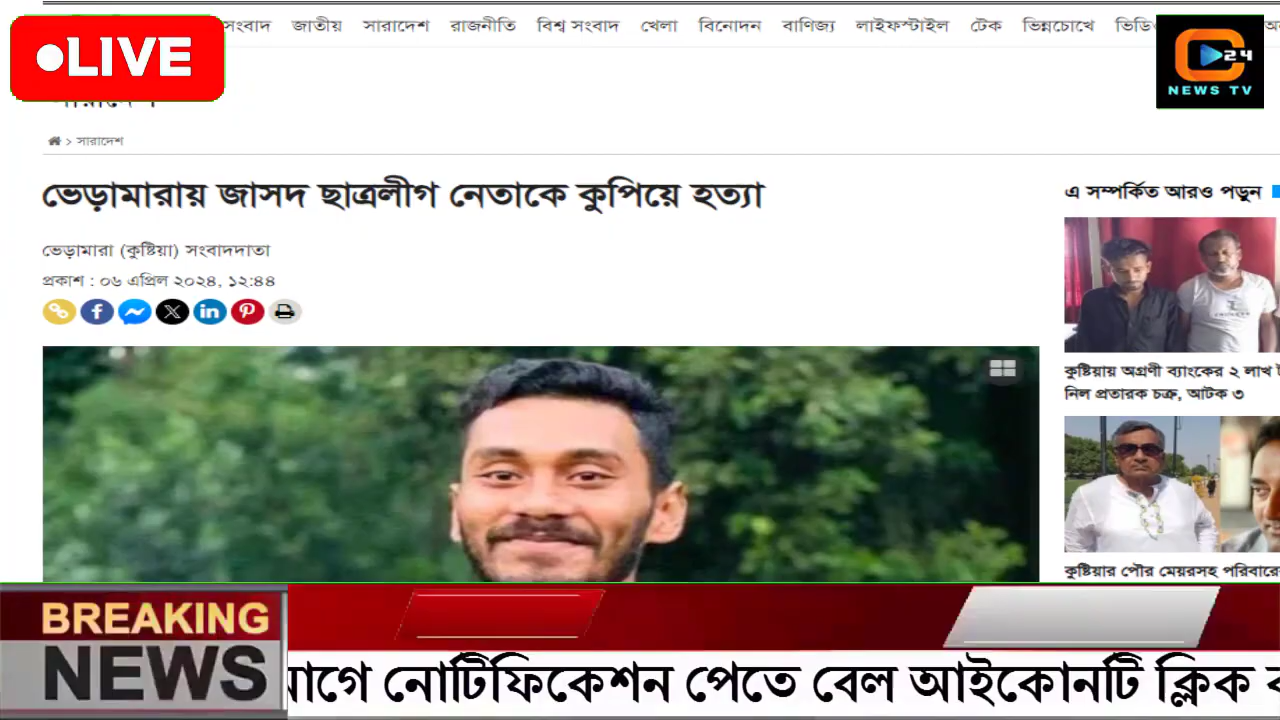 LIVE
সংবাদ জাতীয় সারাদেশ রাজনীতি বিশ্ব সংবাদ খেলা বিনোদন বাণিজ্য লাইফস্টাইল টেক ভিন্নচোখে
24
NEWS TV
সারাদেশ
> সারাদেশ
ভেড়ামারায় জাসদ ছাত্রলীগ নেতাকে কুপিয়ে হত্যা
এ সম্পর্কিত আরও পড়ুন
ভেড়ামারা (কুষ্টিয়া) সংবাদদাতা
প্রকাশ : ০৬ এপ্রিল ২০২৪, ১২:৪৪
কুষ্টিয়ায় অগ্রণী ব্যাংকের ২ লাখ
নিল প্রতারক চক্র, আটক ৩
কুষ্টিয়ার পৌর মেয়রসহ
BREAKING
NEWS
নোটিফিকেশন পেতে বেল আইকোনটি ক্লিক